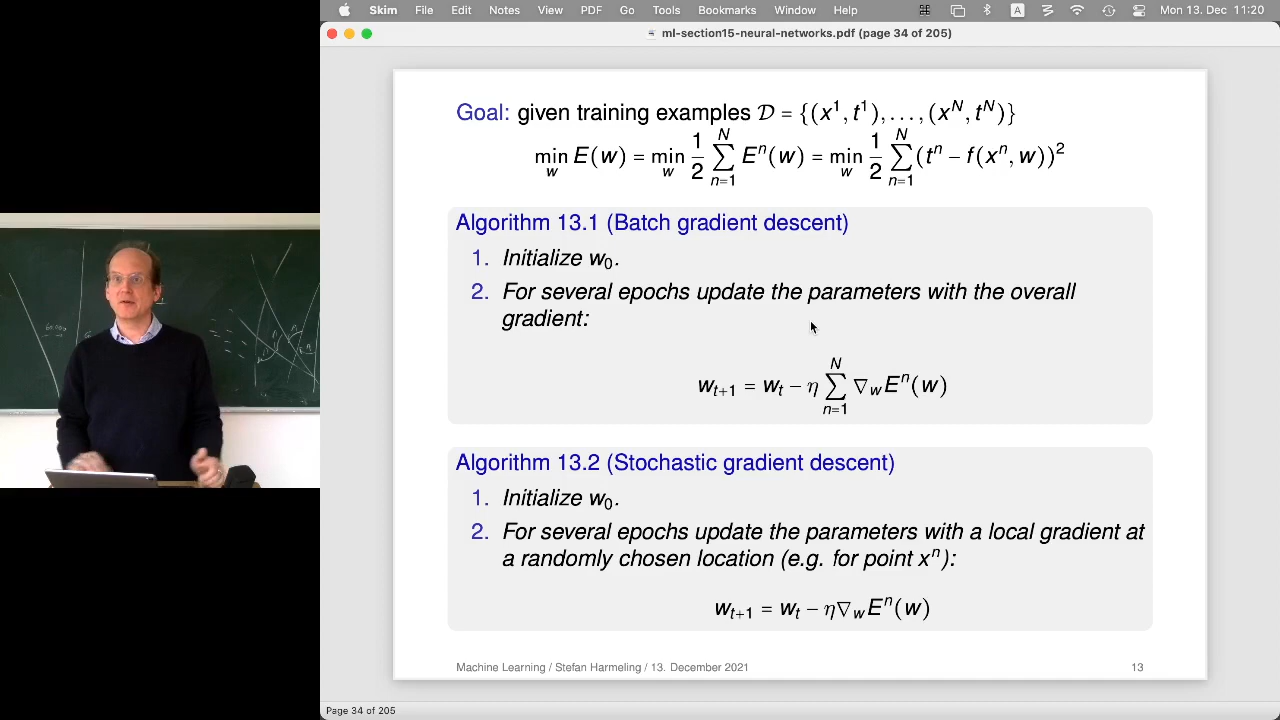 Skim File Edit Notes View PDF Go Tools Bookmarks Window Help A Mon 13. Dec 11:20
ml-section15-neural-networks.pdf (page 34 of 205)
Goal: given training examples 𝒟 = {(x¹, t¹), . . . , (xᴺ, tᴺ)}
min_w E(w) = min_w 1/2 ∑_{n=1}^{N} Eⁿ(w) = min_w 1/2 ∑_{n=1}^{N} (tⁿ − f(xⁿ, w))²
Algorithm 13.1 (Batch gradient descent)
1. Initialize w₀.
2. For several epochs update the parameters with the overall
gradient:
w_{t+1} = w_t − η ∑_{n=1}^{N} ∇_w Eⁿ(w)
Algorithm 13.2 (Stochastic gradient descent)
1. Initialize w₀.
2. For several epochs update the parameters with a local gradient at
a randomly chosen location (e.g. for point xⁿ):
w_{t+1} = w_t − η∇_w Eⁿ(w)
Machine Learning / Stefan Harmeling / 13. December 2021 13
Page 34 of 205